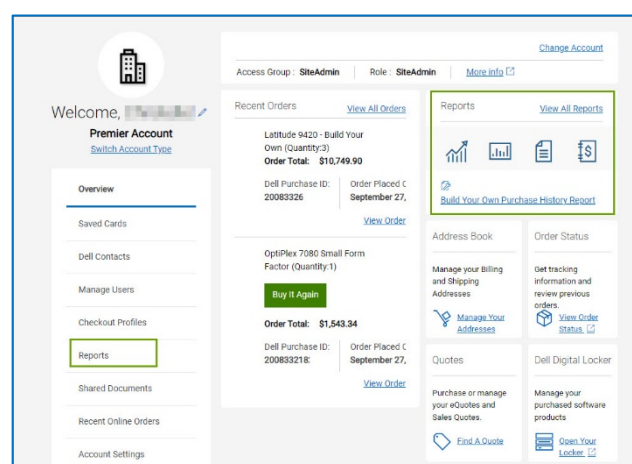 Change Account
Access Group : SiteAdmin Role : SiteAdmin More info
Welcome,
Premier Account
Switch Account Type
Overview
Saved Cards
Dell Contacts
Manage Users
Checkout Profiles
Reports
Shared Documents
Recent Online Orders
Account Settings
Recent Orders View All Orders
Latitude 9420 - Build Your
Own (Quantity:3)
Order Total: $10,749.90
Dell Purchase ID: Order Placed C
20083326 September 27,
View Order
OptiPlex 7080 Small Form
Factor (Quantity:1)
Buy It Again
Order Total: $1,543.34
Dell Purchase ID: Order Placed C
200833218: September 27,
View Order
Reports View All Reports
Build Your Own Purchase History Report
Address Book
Manage your Billing
and Shipping
Addresses
Manage Your
Addresses
Order Status
Get tracking
information and
review previous
orders.
View Order
Status
Quotes
Purchase or manage
your eQuotes and
Sales Quotes.
Find A Quote
Dell Digital Locker
Manage your
purchased software
products
Open Your
Locker